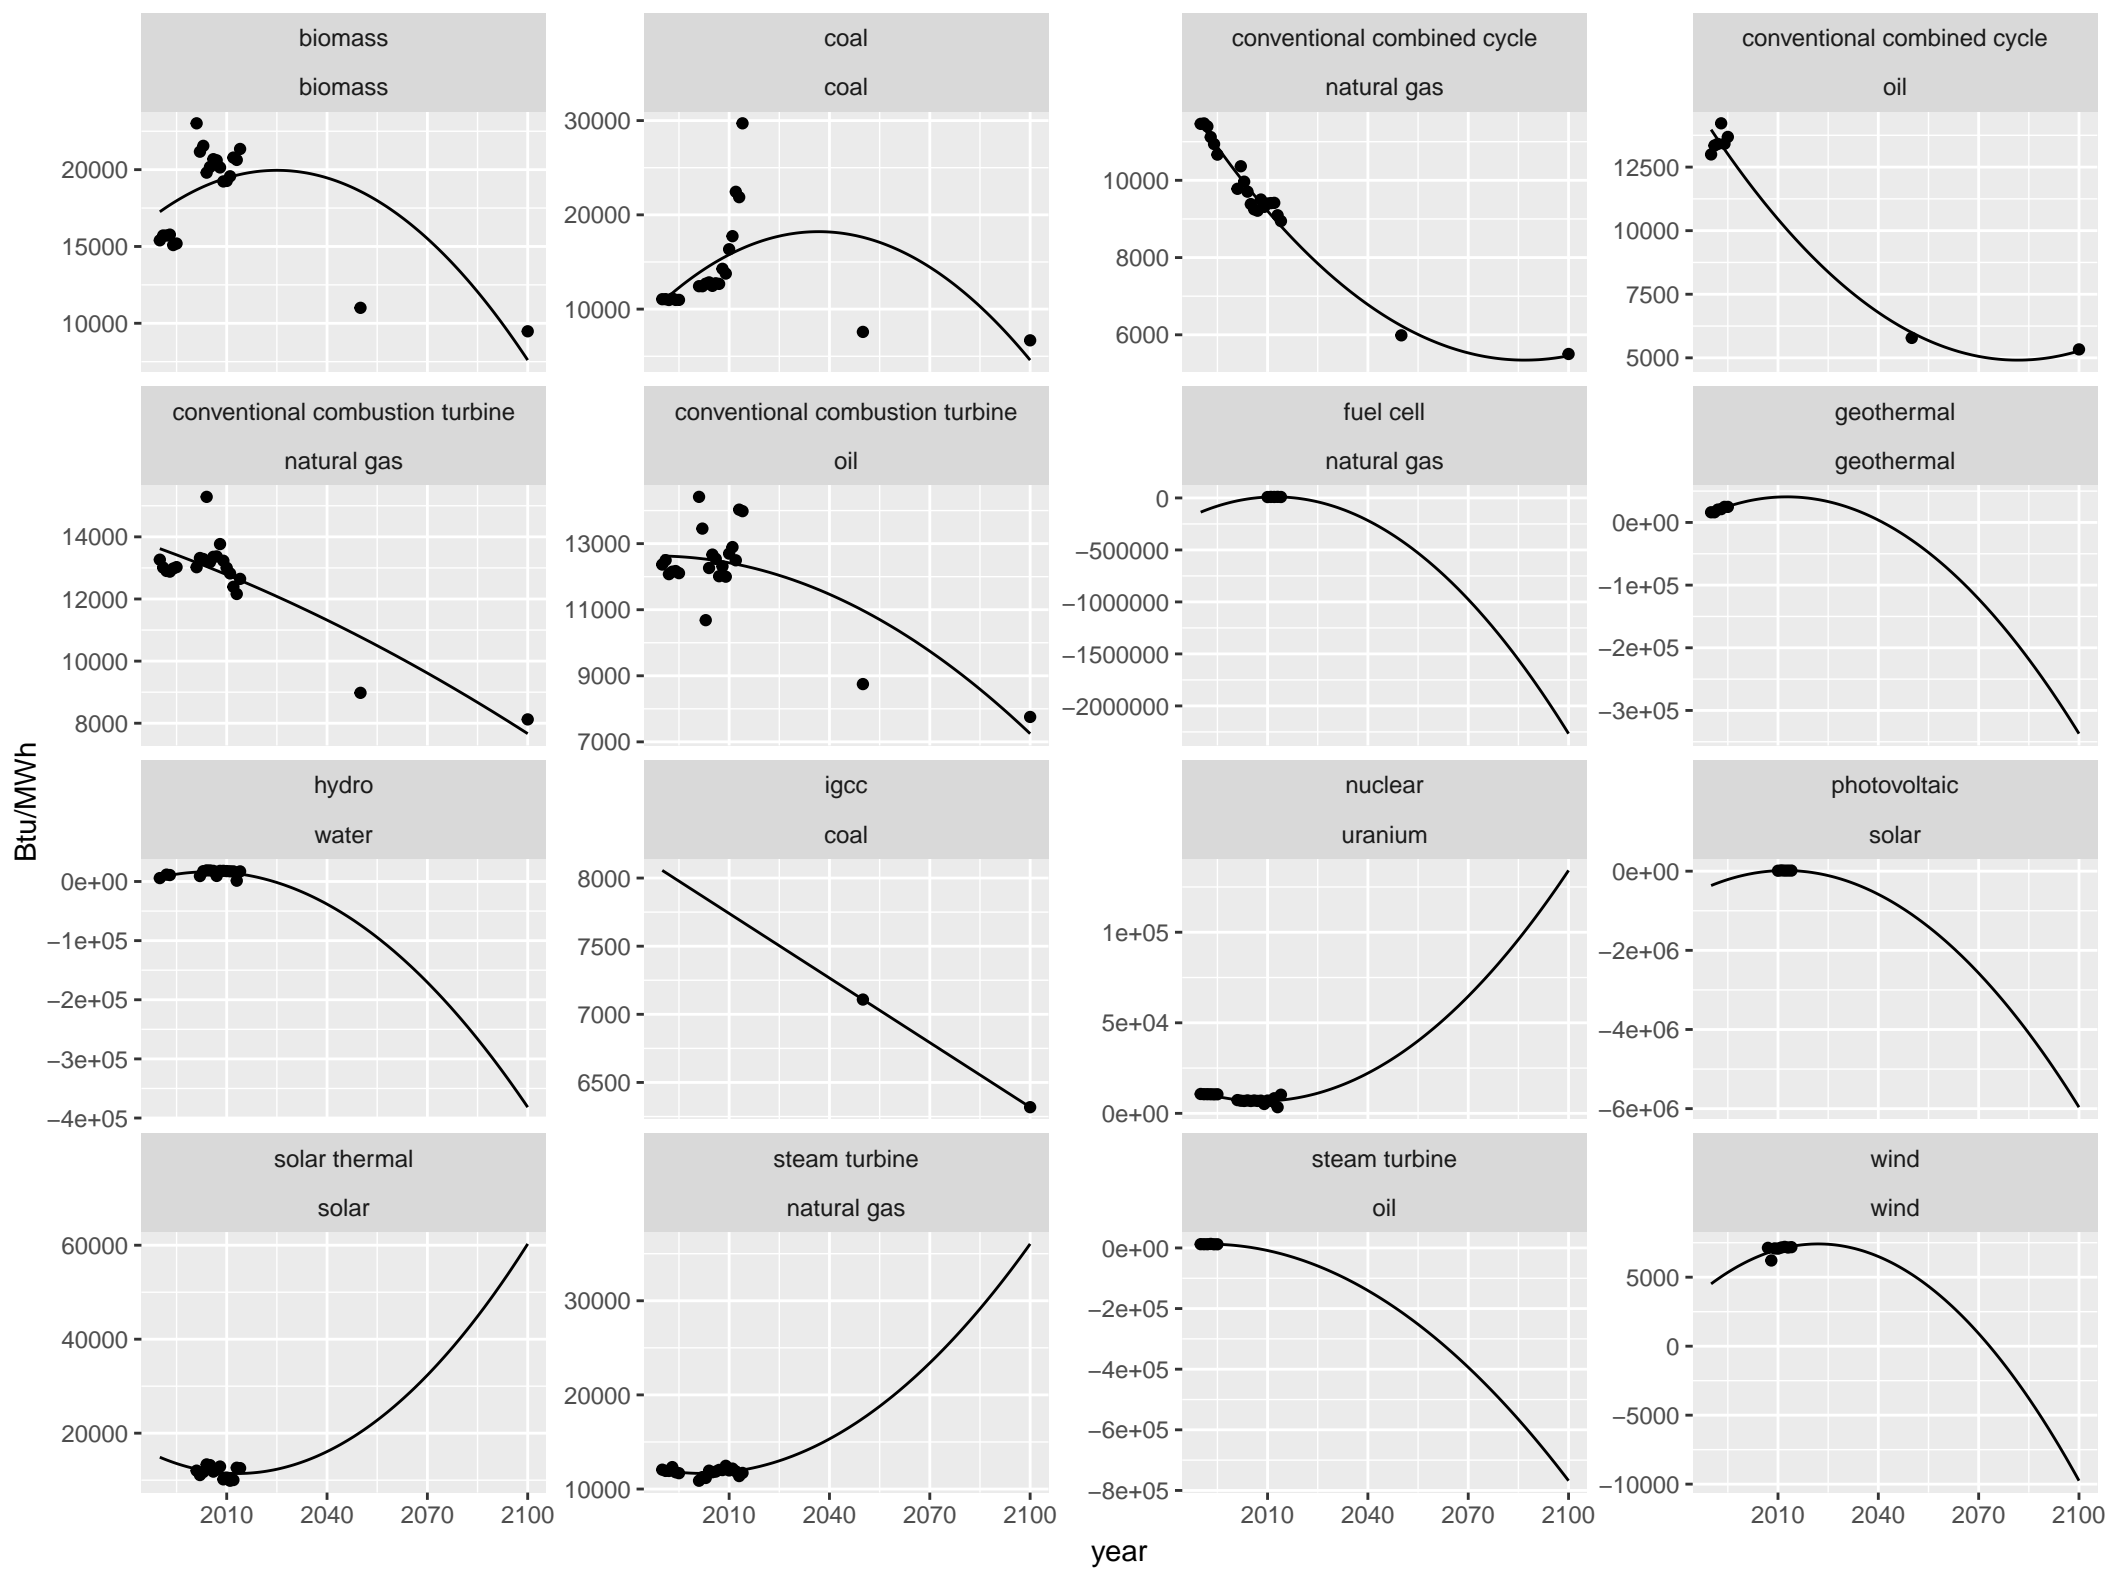 biomass
biomass
20000
15000
10000
coal
coal
30000
20000
10000
conventional combined cycle
natural gas
10000
8000
6000
conventional combined cycle
oil
12500
10000
7500
5000
conventional combustion turbine
natural gas
14000
12000
10000
8000
conventional combustion turbine
oil
13000
11000
9000
7000
fuel cell
natural gas
0
−500000
−1000000
−1500000
−2000000
geothermal
geothermal
0e+00
−1e+05
−2e+05
−3e+05
hydro
water
0e+00
−1e+05
−2e+05
−3e+05
−4e+05
igcc
coal
8000
7500
7000
6500
nuclear
uranium
1e+05
5e+04
0e+00
photovoltaic
solar
0e+00
−2e+06
−4e+06
−6e+06
solar thermal
solar
60000
40000
20000
2010 2040 2070 2100
steam turbine
natural gas
30000
20000
10000
2010 2040 2070 2100
steam turbine
oil
0e+00
−2e+05
−4e+05
−6e+05
−8e+05
2010 2040 2070 2100
wind
wind
5000
0
−5000
−10000
2010 2040 2070 2100
Btu/MWh
year